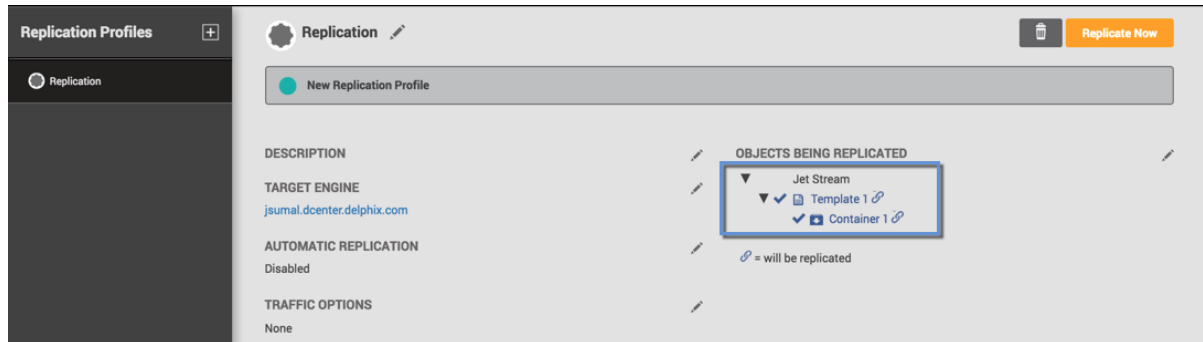 Replication Profiles
Replication
Replication
Replicate Now
New Replication Profile
DESCRIPTION
TARGET ENGINE
jsumal.dcenter.delphix.com
AUTOMATIC REPLICATION
Disabled
TRAFFIC OPTIONS
None
OBJECTS BEING REPLICATED
Jet Stream
Template 1
Container 1
= will be replicated